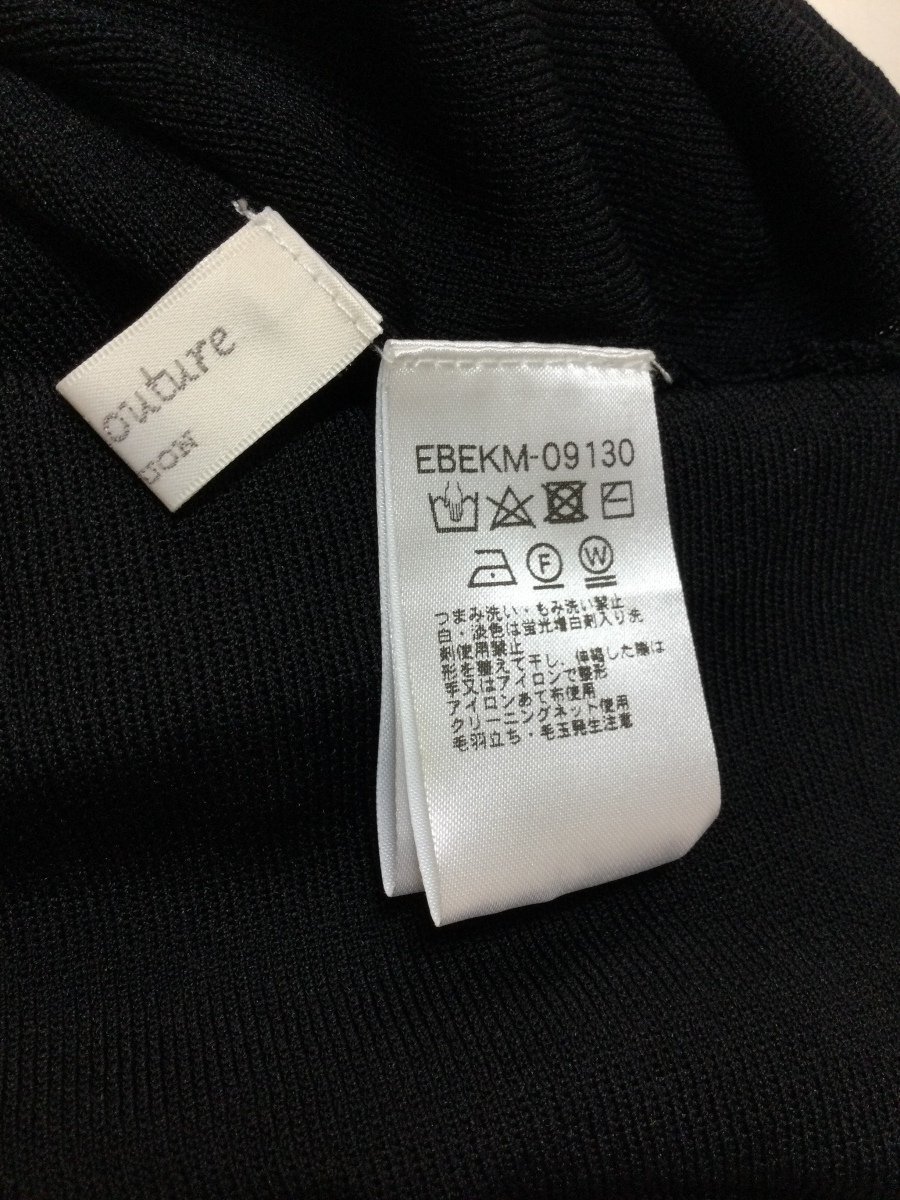 outure
EBEKM-09130
F W
つまみ洗い・もみ洗い禁止
白・淡色は蛍光増白剤入り洗
剤使用禁止
形を整えて干し、伸縮した際は
手又はアイロンで整形
アイロンあて布使用
クリーニングネット使用
毛羽立ち・毛玉発生注意